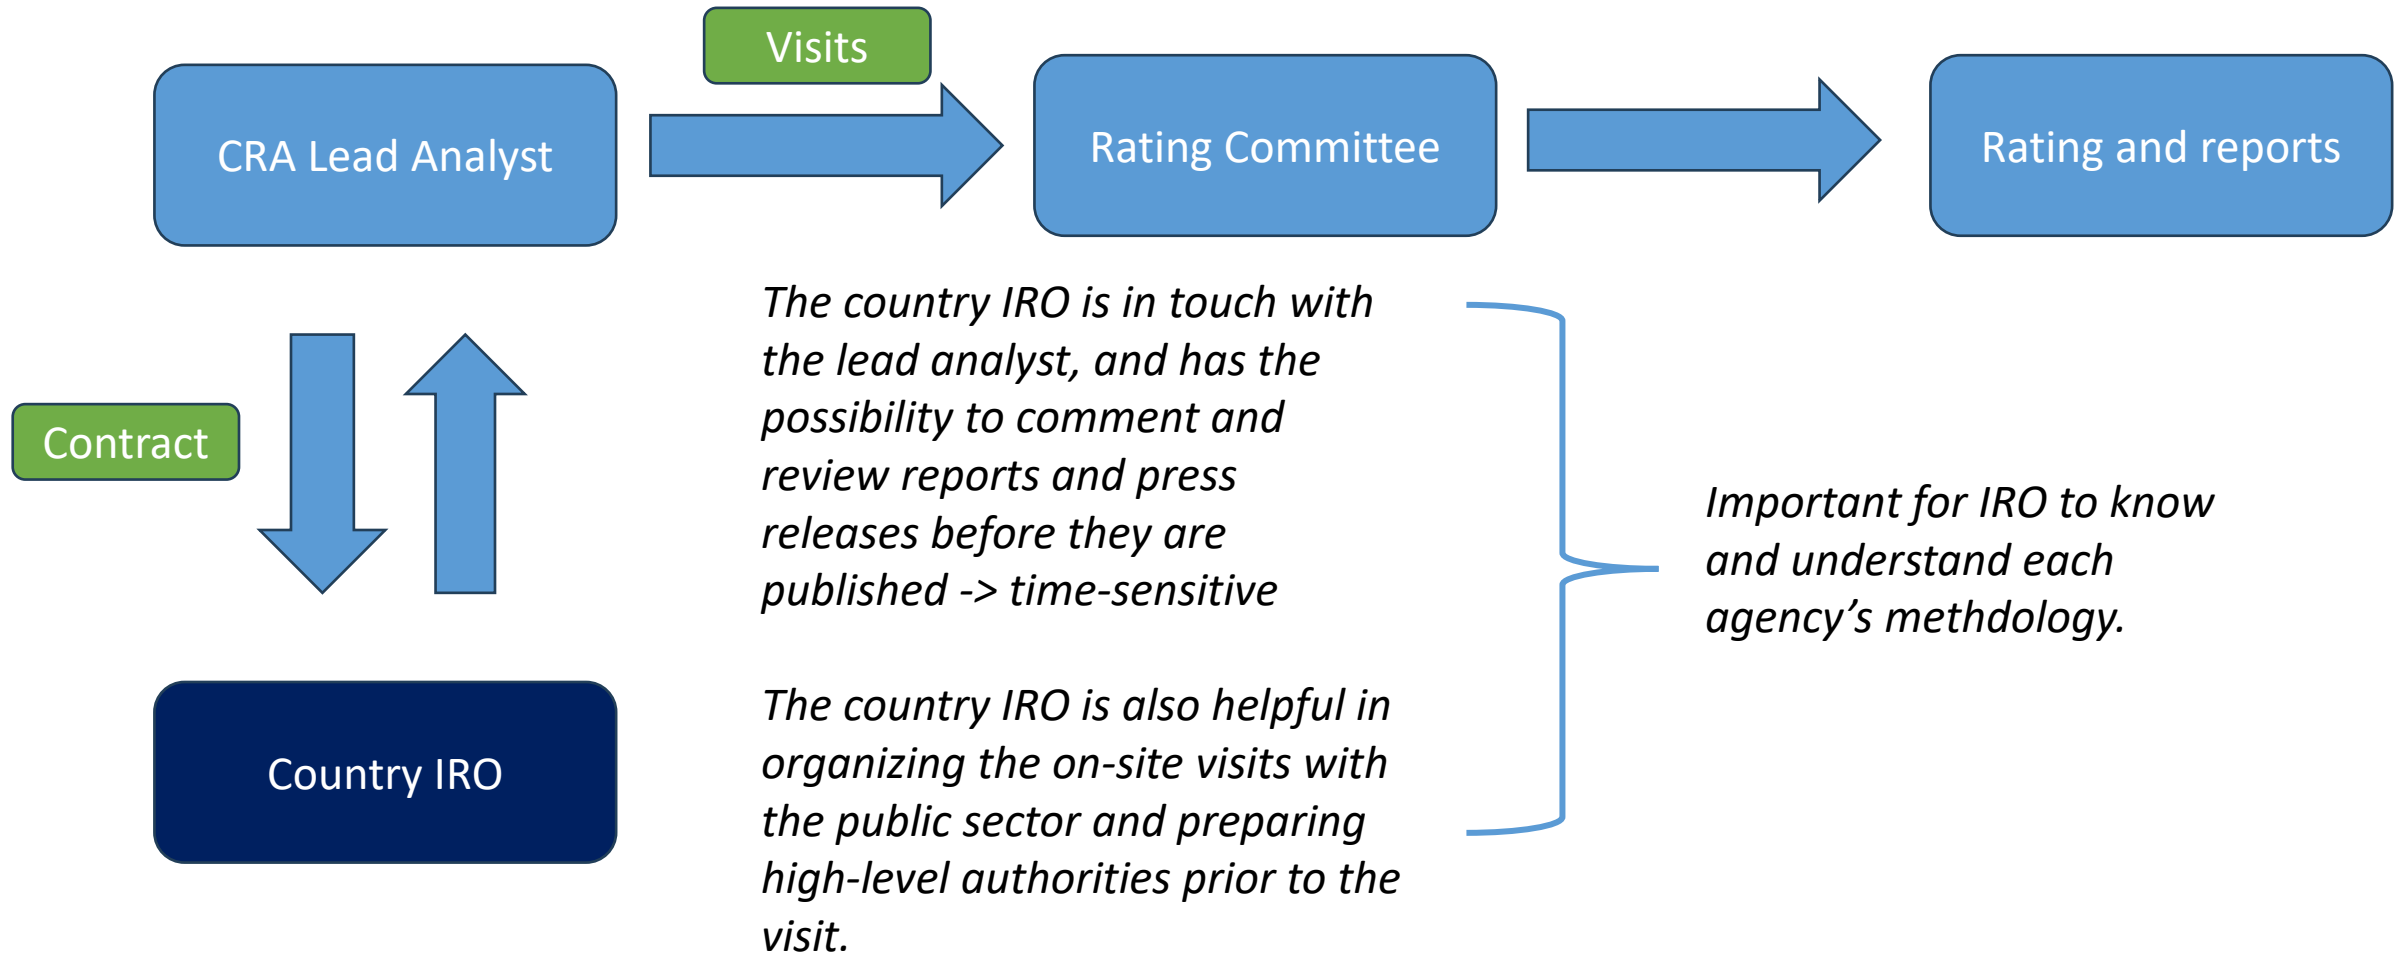 Visits
CRA Lead Analyst
Rating Committee
Rating and reports
Contract
Country IRO
The country IRO is in touch with
the lead analyst, and has the
possibility to comment and
review reports and press
releases before they are
published -> time-sensitive
The country IRO is also helpful in
organizing the on-site visits with
the public sector and preparing
high-level authorities prior to the
visit.
Important for IRO to know
and understand each
agency’s methdology.